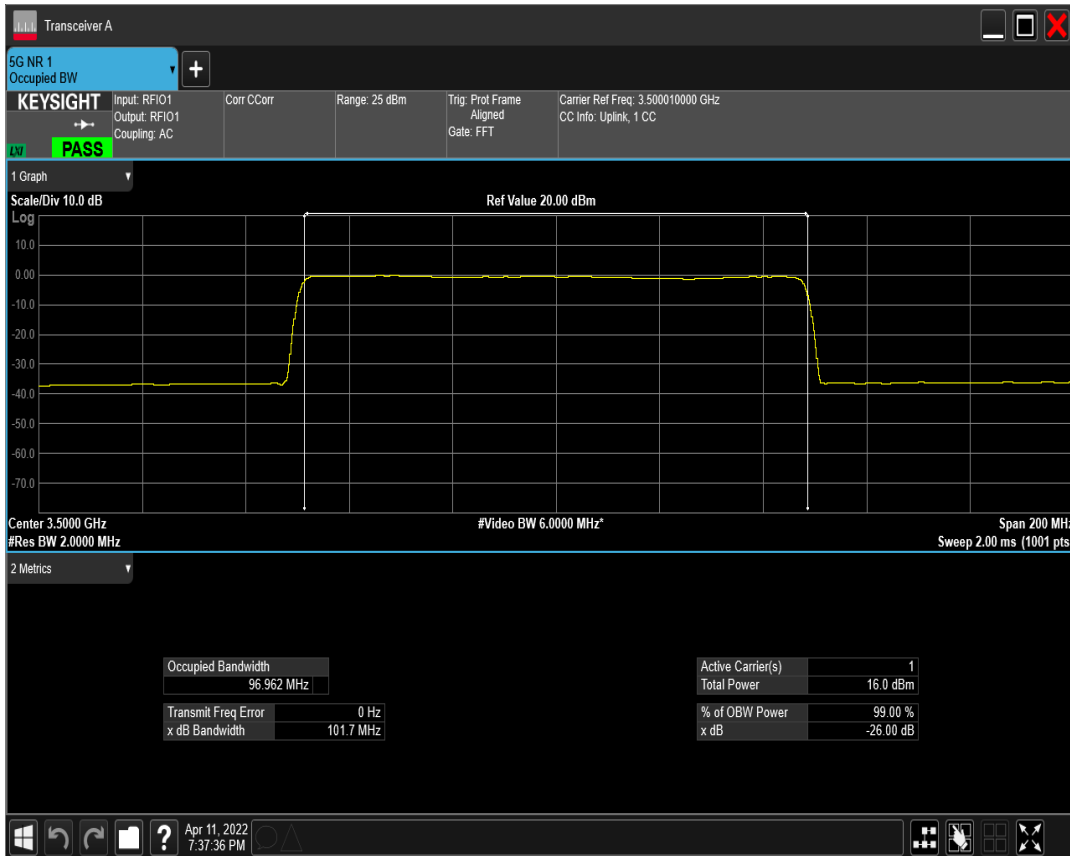 Transceiver A
5G NR 1
Occupied BW
+
KEYSIGHT
LXI
PASS
Input: RFIO1
Output: RFIO1
Coupling: AC
Corr CCorr
Range: 25 dBm
Trig: Prot Frame
Aligned
Gate: FFT
Carrier Ref Freq: 3.500010000 GHz
CC Info: Uplink, 1 CC
1 Graph
Scale/Div 10.0 dB
Ref Value 20.00 dBm
Log
10.0
0.00
-10.0
-20.0
-30.0
-40.0
-50.0
-60.0
-70.0
Center 3.5000 GHz
#Video BW 6.0000 MHz*
Span 200 MHz
#Res BW 2.0000 MHz
Sweep 2.00 ms (1001 pts
2 Metrics
Occupied Bandwidth
96.962 MHz
Transmit Freq Error 0 Hz
x dB Bandwidth 101.7 MHz
Active Carrier(s) 1
Total Power 16.0 dBm
% of OBW Power 99.00 %
x dB -26.00 dB
?
Apr 11, 2022
7:37:36 PM